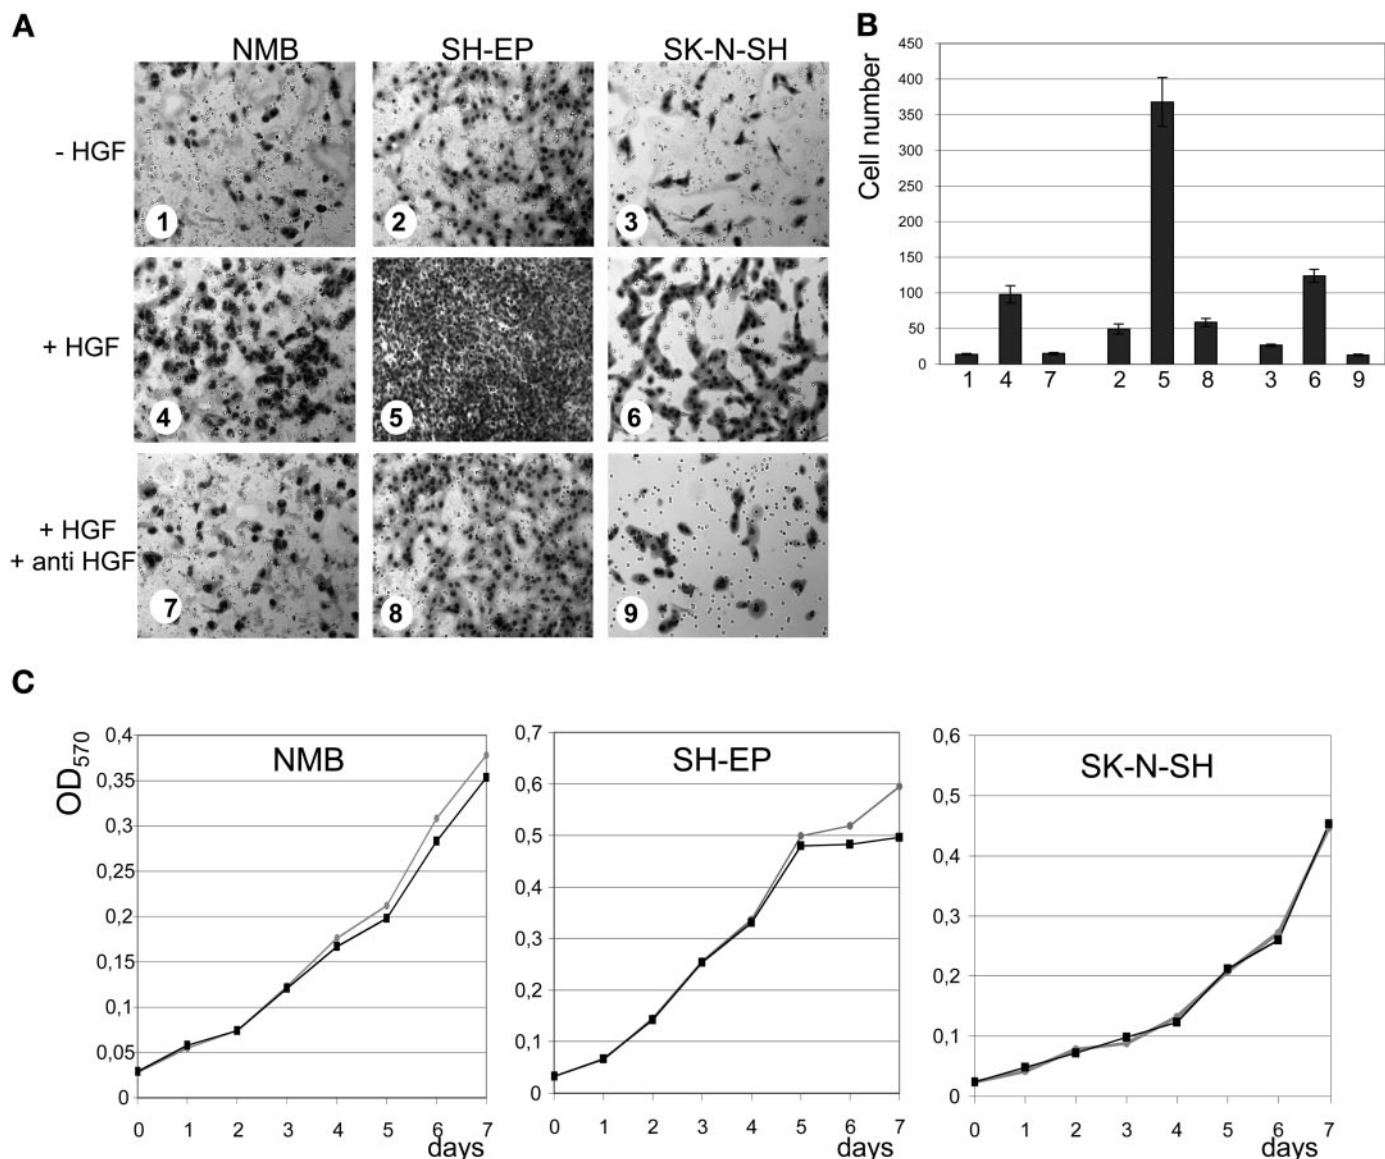 A
NMB SH-EP SK-N-SH
- HGF
1 2 3
+ HGF
4 5 6
+ HGF
+ anti HGF
7 8 9
B
Cell number
450
400
350
300
250
200
150
100
50
0
1 4 7 2 5 8 3 6 9
C
OD570
NMB
0,4
0,35
0,3
0,25
0,2
0,15
0,1
0,05
0
0 1 2 3 4 5 6 7
days
SH-EP
0,7
0,6
0,5
0,4
0,3
0,2
0,1
0
0 1 2 3 4 5 6 7
days
SK-N-SH
0,6
0,5
0,4
0,3
0,2
0,1
0
0 1 2 3 4 5 6 7
days